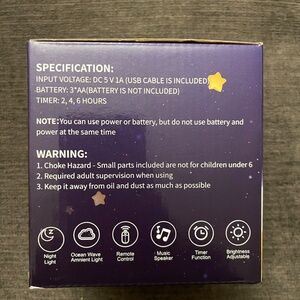 SPECIFICATION:
INPUT VOLTAGE: DC 5 V 1A (USB CABLE IS INCLUDED)
BATTERY: 3*AA(BATTERY IS NOT INCLUDED)
TIMER: 2, 4, 6 HOURS
NOTE:You can use power or battery, but do not use battery and
power at the same time
WARNING:
1. Choke Hazard - Small parts included are not for children under 6
2. Required adult supervision when using
3. Keep it away from oil and dust as much as possible
Night
Light
Ocean Wave
Ambient Light
Remote
Control
Music
Speaker
Timer
Function
Brightness
Adjustable